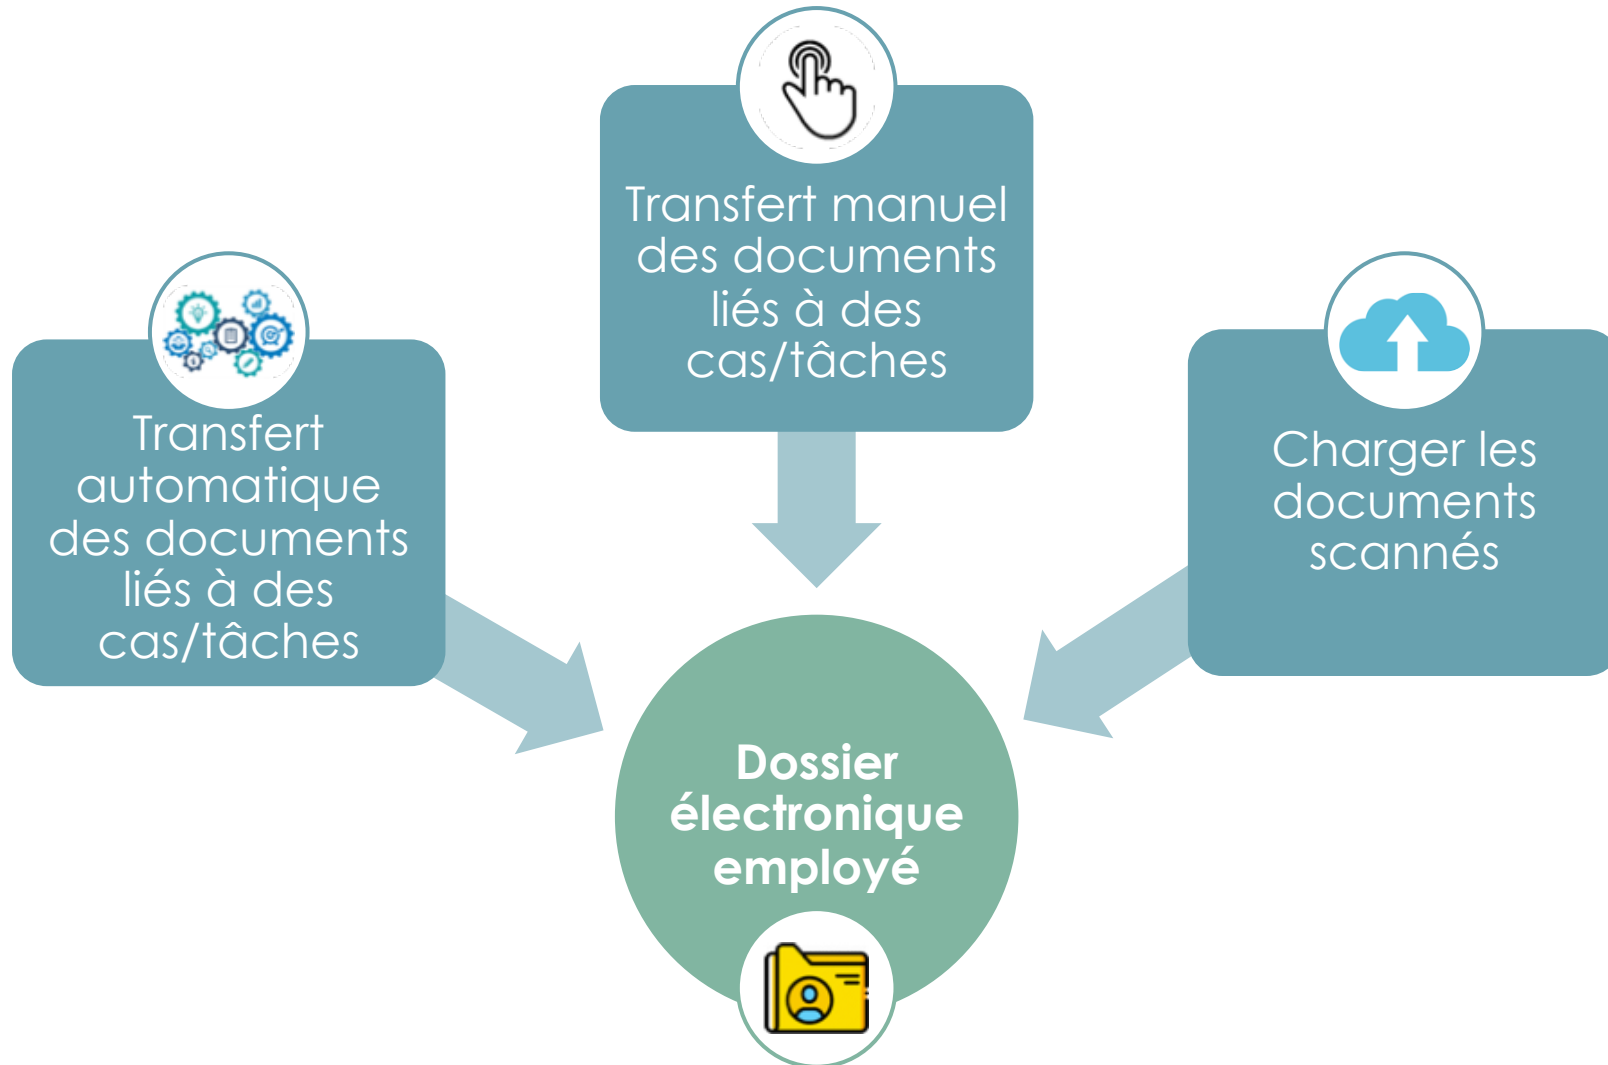 Transfert manuel
des documents
liés à des
cas/tâches
Transfert
automatique
des documents
liés à des
cas/tâches
Charger les
documents
scannés
Dossier
électronique
employé